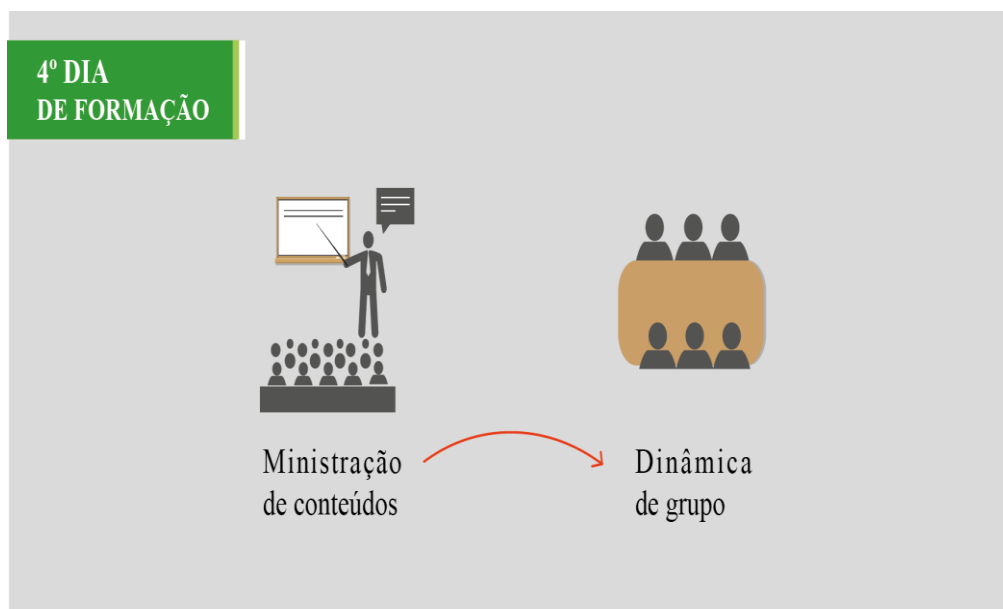 4º DIA
DE FORMAÇÃO
Ministração
de conteúdos
Dinâmica
de grupo